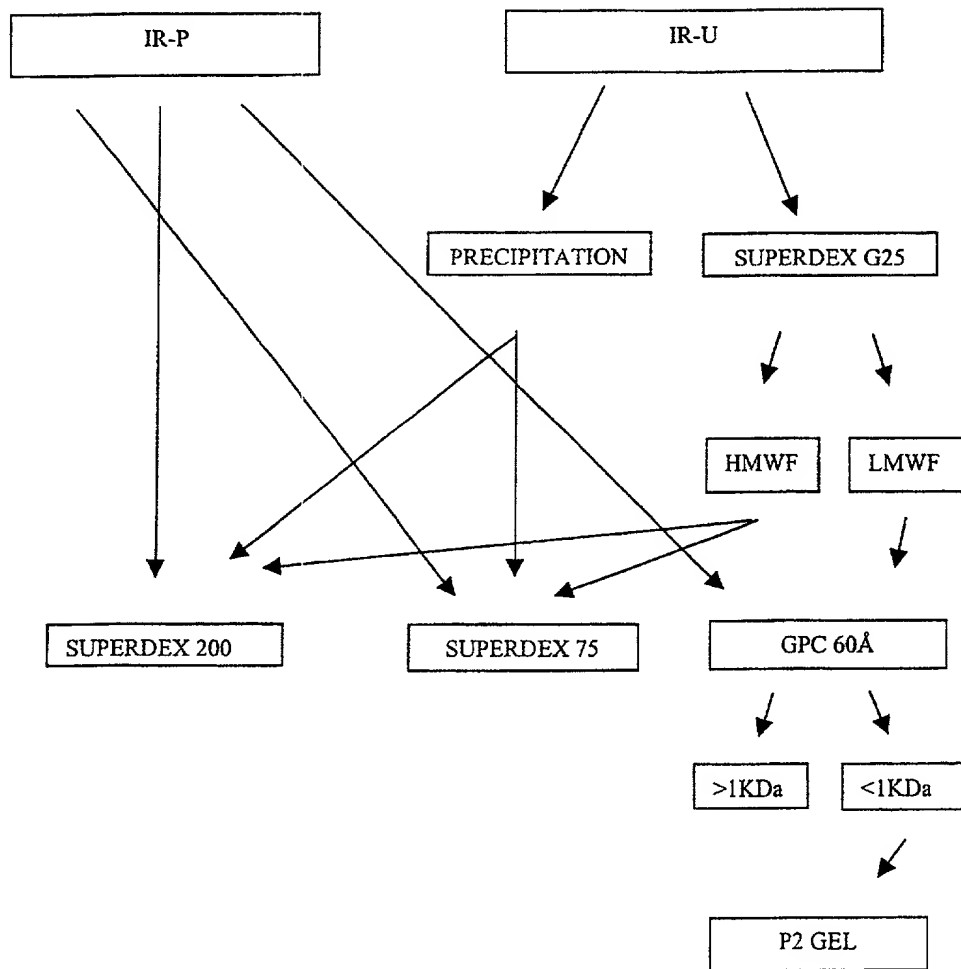 IR-P
IR-U
PRECIPITATION
SUPERDEX G25
HMWF
LMWF
SUPERDEX 200
SUPERDEX 75
GPC 60Å
>1KDa
<1KDa
P2 GEL